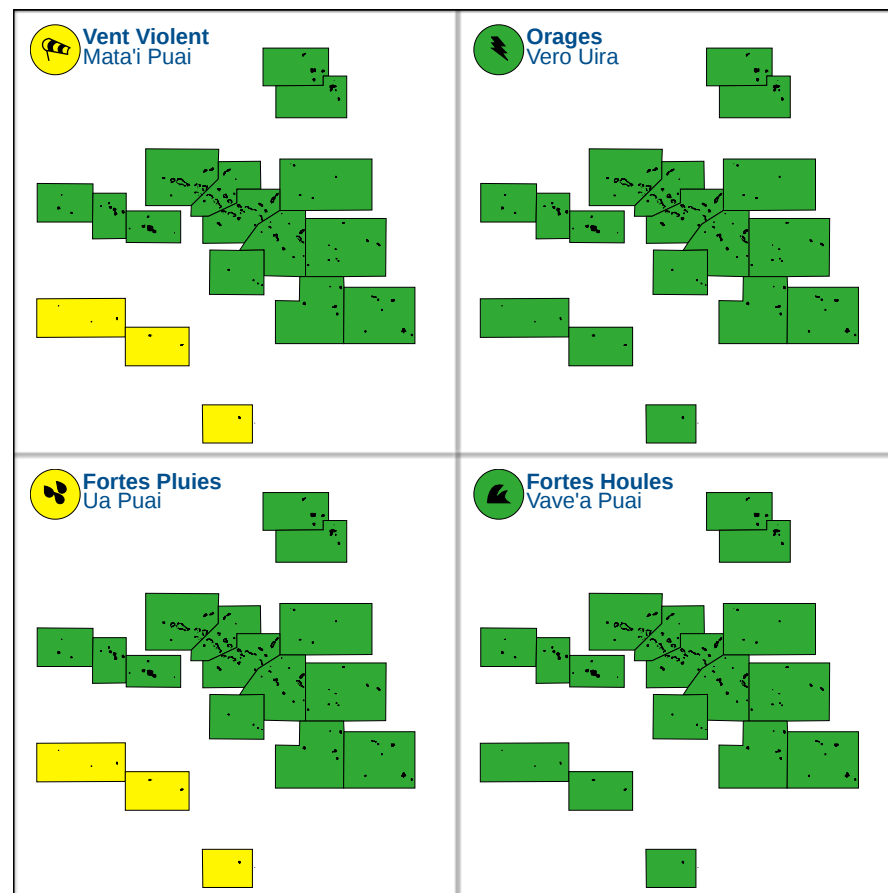 Vent Violent
Mata'i Puai
Orages
Vero Uira
Fortes Pluies
Ua Puai
Fortes Houles
Vave'a Puai